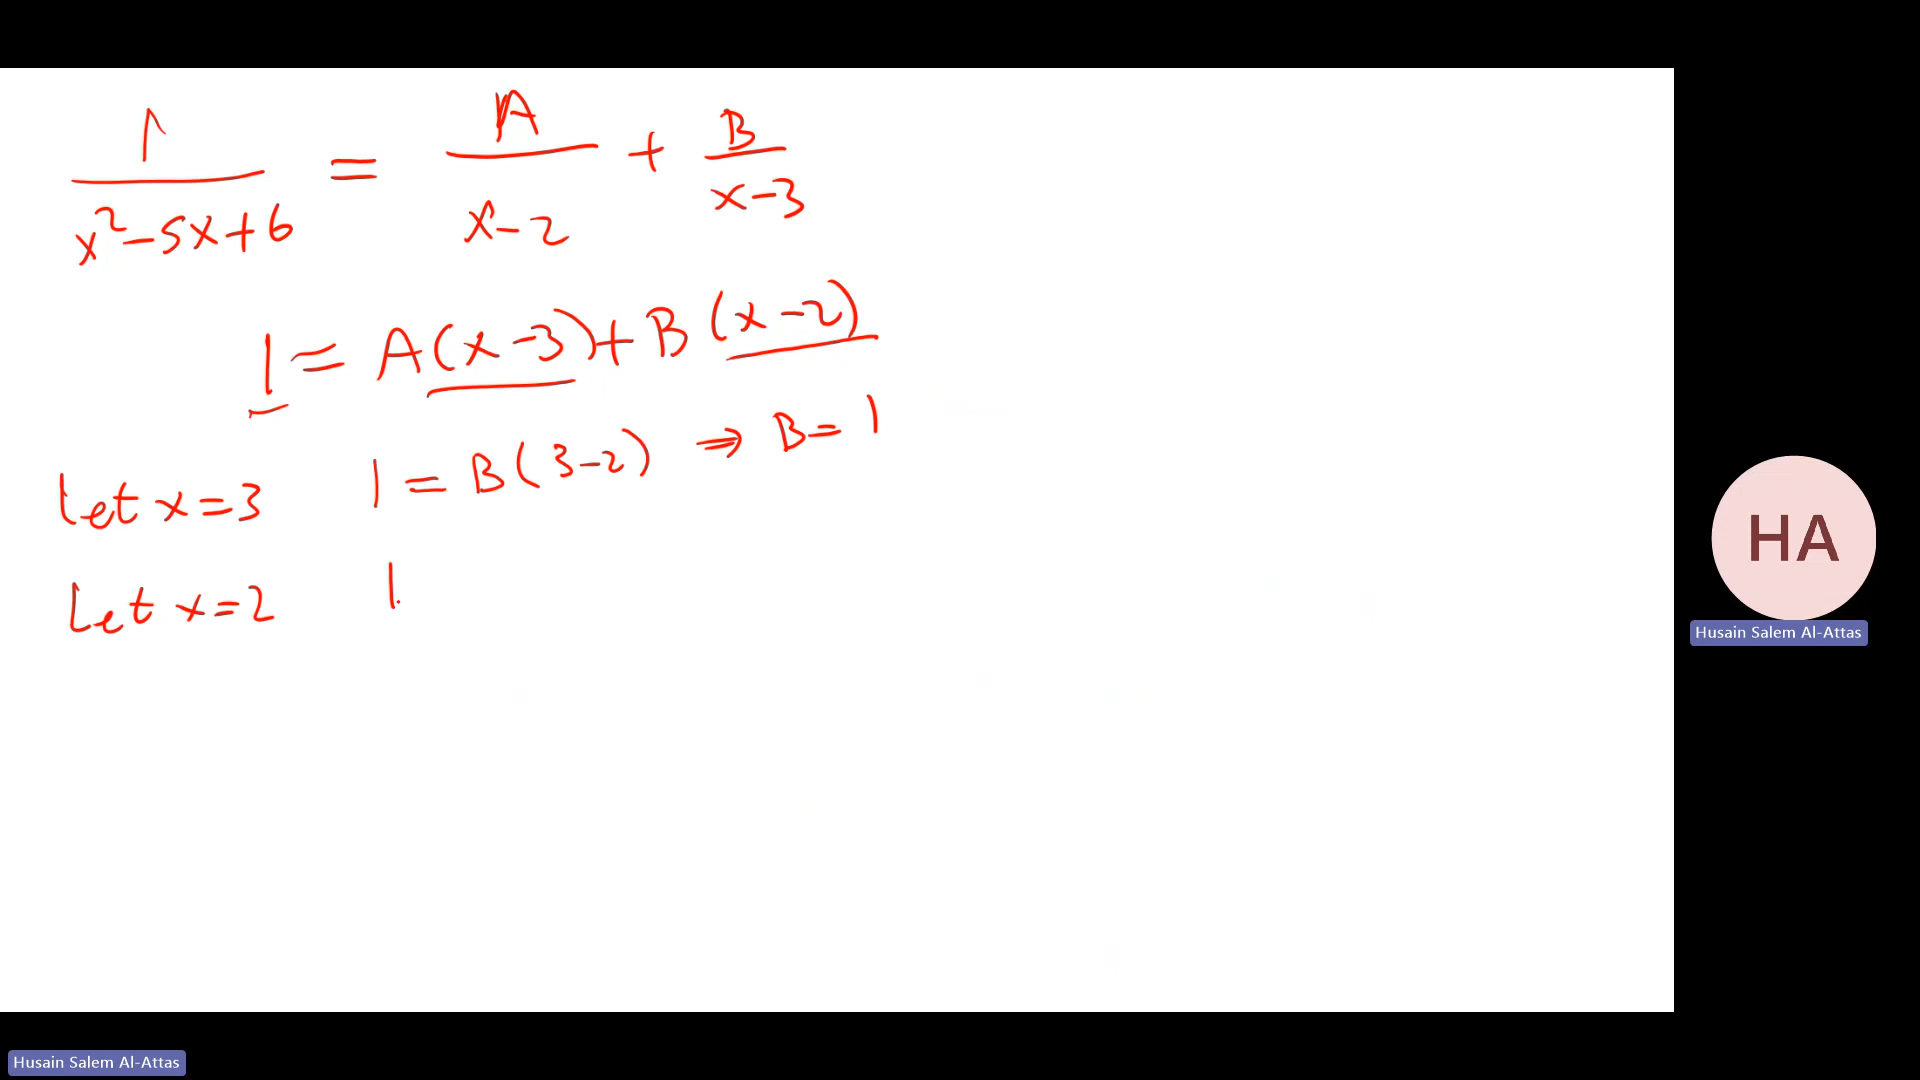 1/(x²-5x+6) = A/(x-2) + B/(x-3)
1 = A(x-3)+B(x-2)
Let x=3 1 = B(3-2) ⇒ B=1
Let x=2 1
HA
Husain Salem Al-Attas
Husain Salem Al-Attas